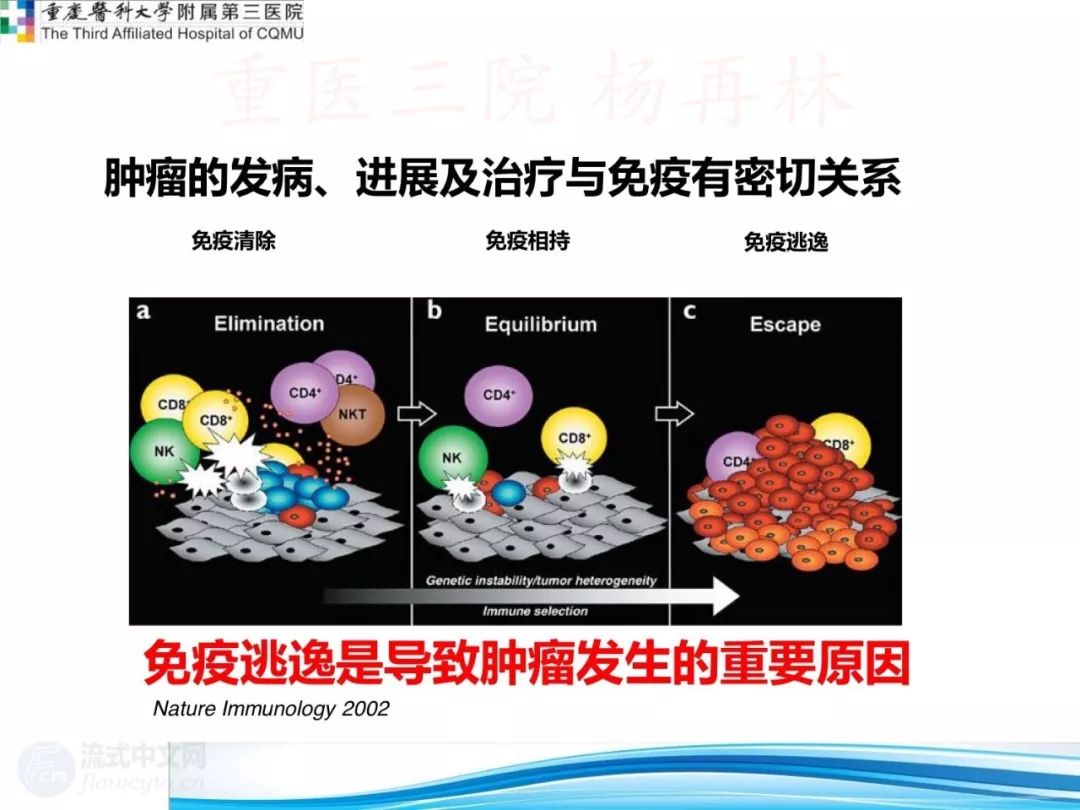 重庆医科大学附属第三医院
The Third Affiliated Hospital of CQMU
重医三院 杨再林
肿瘤的发病、进展及治疗与免疫有密切关系
免疫清除
免疫相持
免疫逃逸
a
Elimination
CD8⁺
CD8⁺
NK
CD4⁺
D4⁺
NKT
b
Equilibrium
CD4⁺
NK
CD8⁺
c
Escape
CD4
CD8⁺
Genetic instability/tumor heterogeneity
Immune selection
免疫逃逸是导致肿瘤发生的重要原因
Nature Immunology 2002
流式中文网
flowcyto.cn
Fcm